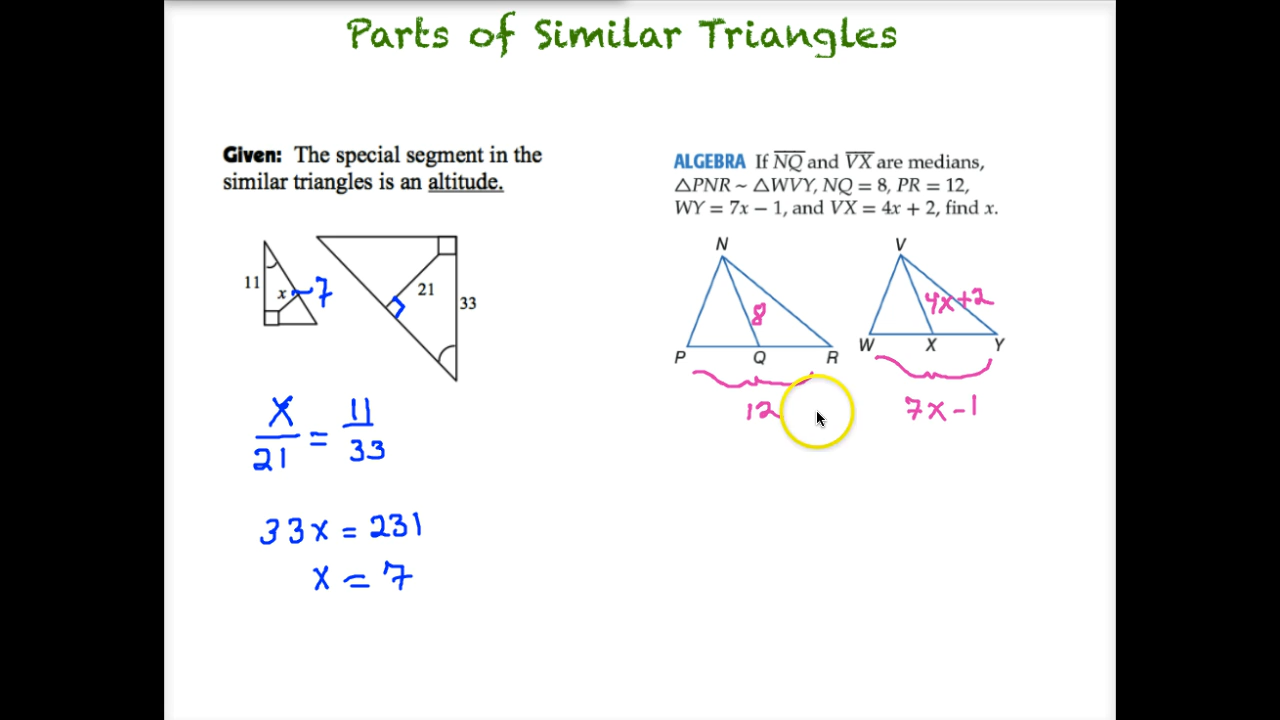 Parts of Similar Triangles
Given: The special segment in the
similar triangles is an altitude.
11
x
7
21
33
x
21
=
11
33
33x = 231
x = 7
ALGEBRA If NQ and VX are medians,
△PNR ~ △WVY, NQ = 8, PR = 12,
WY = 7x − 1, and VX = 4x + 2, find x.
N
8
P
Q
R
12
V
4x+2
W
X
Y
7x-1